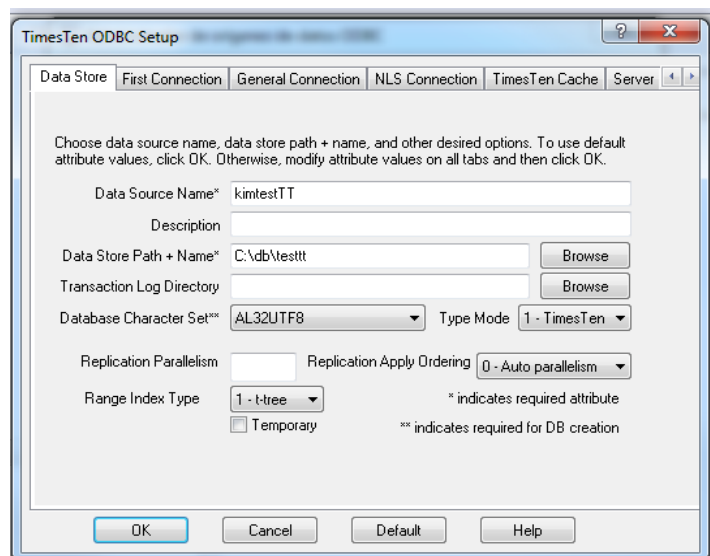 TimesTen ODBC Setup
Data Store First Connection General Connection NLS Connection TimesTen Cache Server
Choose data source name, data store path + name, and other desired options. To use default
attribute values, click OK. Otherwise, modify attribute values on all tabs and then click OK.
Data Source Name* kimtestTT
Description
Data Store Path + Name* C:\db\testtt Browse
Transaction Log Directory Browse
Database Character Set** AL32UTF8 Type Mode 1 - TimesTen
Replication Parallelism Replication Apply Ordering 0 - Auto parallelism
Range Index Type 1 - t-tree * indicates required attribute
Temporary ** indicates required for DB creation
OK Cancel Default Help